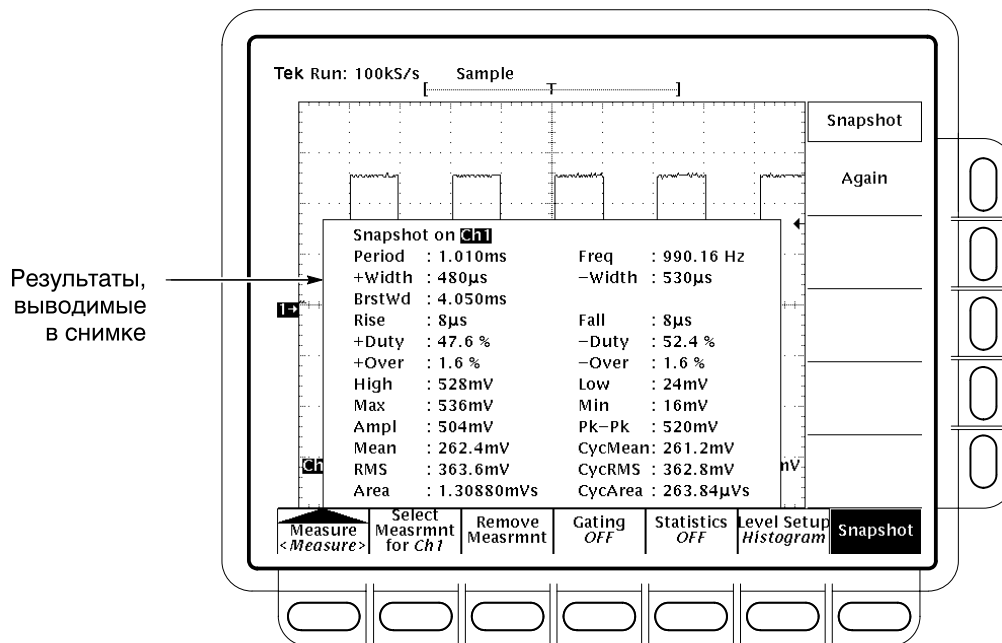 Tek Run: 100kS/s Sample
[ T ]
Snapshot
Again
Результаты,
выводимые
в снимке
1→
Snapshot on Ch1
Period : 1.010ms Freq : 990.16 Hz
+Width : 480µs −Width : 530µs
BrstWd : 4.050ms
Rise : 8µs Fall : 8µs
+Duty : 47.6 % −Duty : 52.4 %
+Over : 1.6 % −Over : 1.6 %
High : 528mV Low : 24mV
Max : 536mV Min : 16mV
Ampl : 504mV Pk−Pk : 520mV
Mean : 262.4mV CycMean: 261.2mV
RMS : 363.6mV CycRMS : 362.8mV
Area : 1.30880mVs CycArea : 263.84µVs
Ch
mV
Measure
<Measure>
Select
Measrmnt
for Ch1
Remove
Measrmnt
Gating
OFF
Statistics
OFF
Level Setup
Histogram
Snapshot